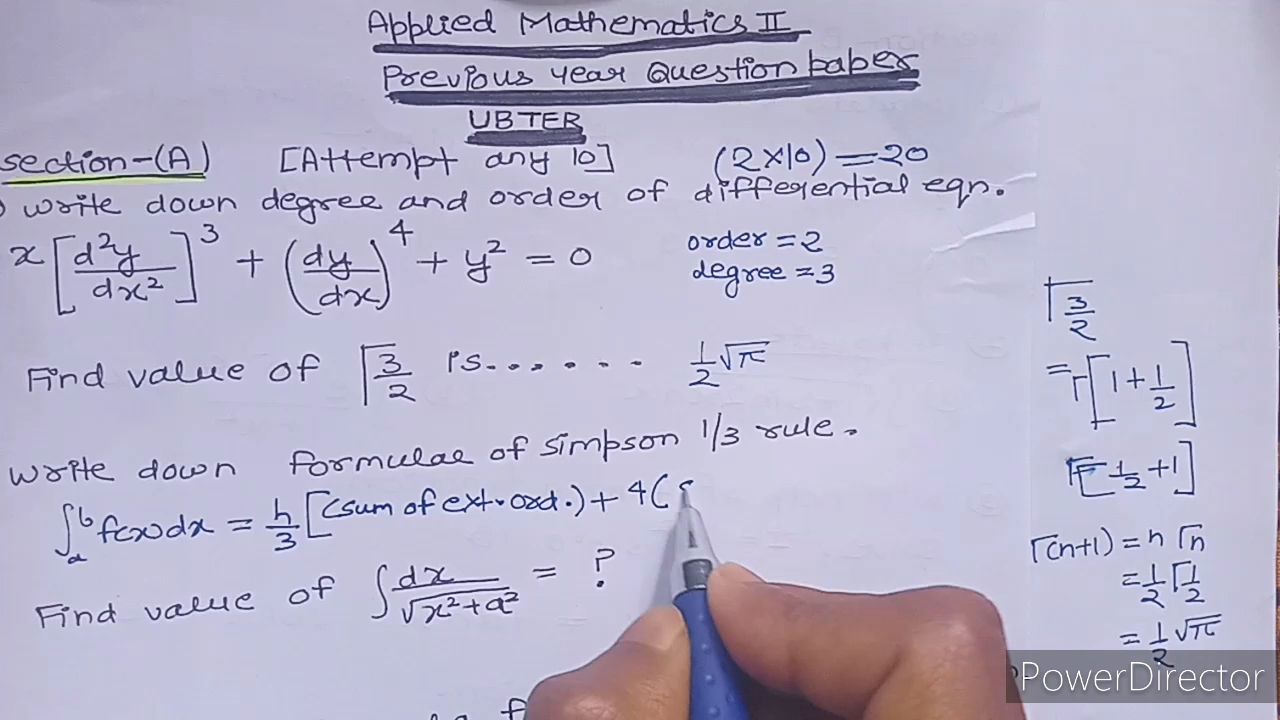 Applied Mathematics II
Previous year Question paper
UBTER
section-(A) [Attempt any 10] (2×10)=20
write down degree and order of differential eqn.
x[d²y/dx²]³ + (dy/dx)⁴ + y² = 0
order = 2
degree = 3
Find value of Γ3/2 is...... 1/2√π
write down formulae of simpson 1/3 rule.
∫ₐᵇ f(x)dx = h/3 [(sum of ext. ord.) + 4(s
Find value of ∫dx/√x²+a² = ?
Γ3/2
= Γ[1+1/2]
Γ[1/2+1]
Γ(n+1) = n Γn
= 1/2 Γ1/2
= 1/2 √π
PowerDirector